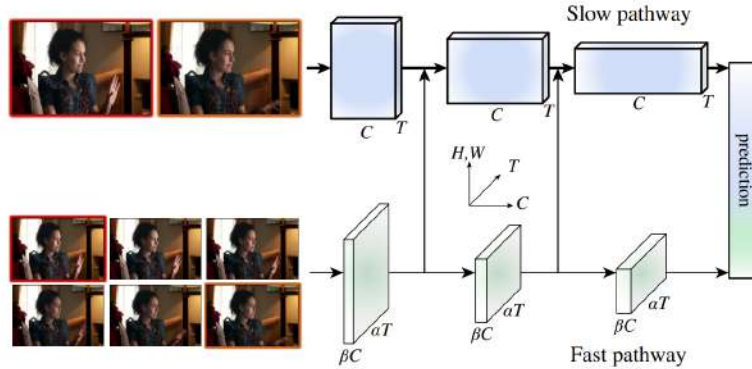 Slow pathway
C
T
C
T
C
T
H,W
T
C
prediction
βC
αT
βC
αT
βC
αT
Fast pathway